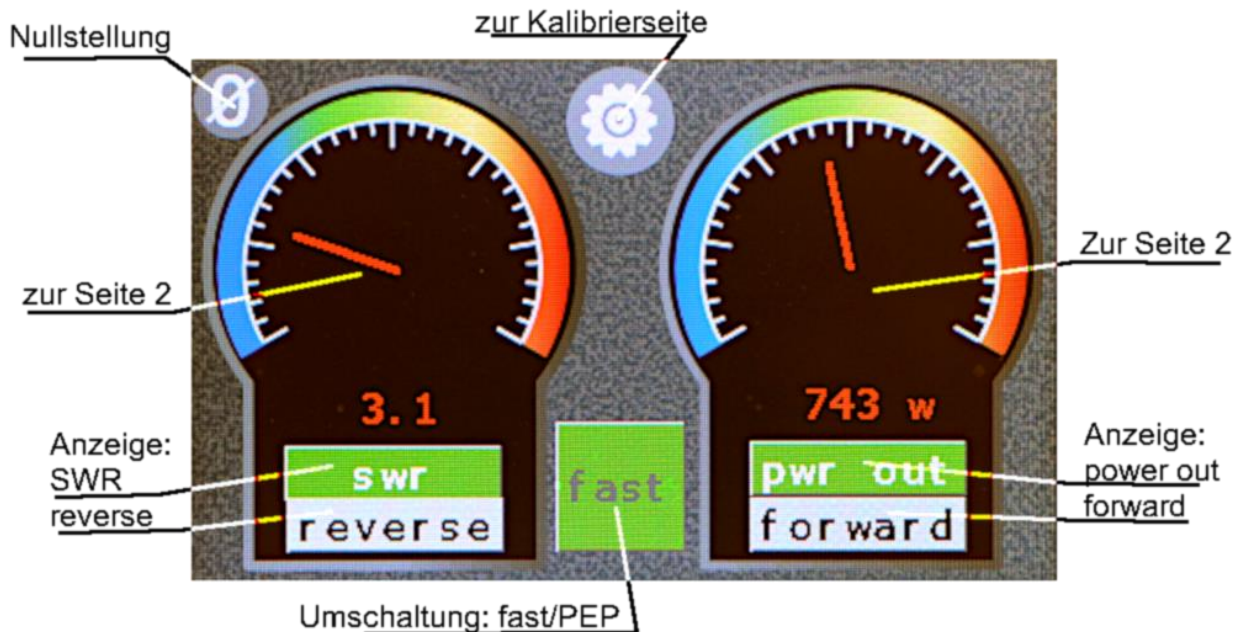 Nullstellung
zur Kalibrierseite
0
zur Seite 2
Zur Seite 2
3.1
743 w
Anzeige:
SWR
reverse
swr
reverse
fast
pwr out
forward
Anzeige:
power out
forward
Umschaltung: fast/PEP